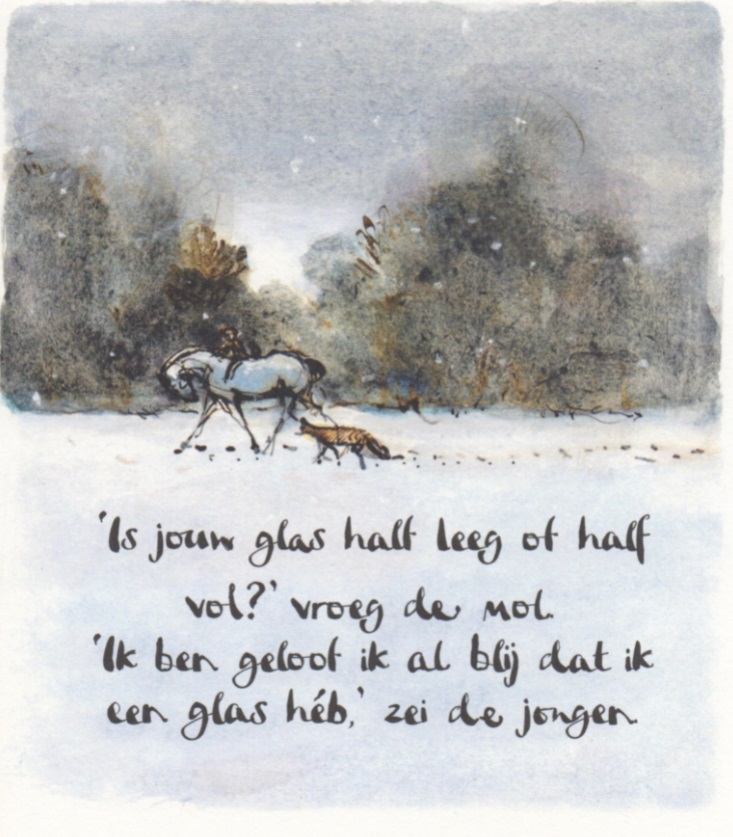 'Is jouw glas half leeg of half
vol?' vroeg de mol.
'Ik ben geloof ik al blij dat ik
een glas héb,' zei de jongen.